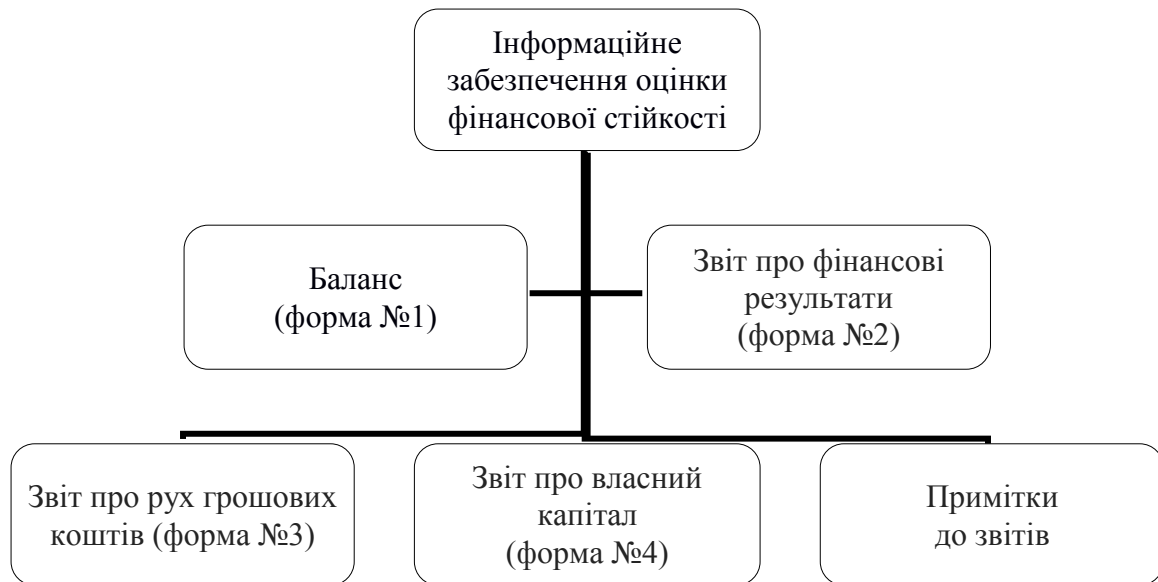 Інформаційне
забезпечення оцінки
фінансової стійкості
Баланс
(форма №1)
Звіт про фінансові
результати
(форма №2)
Звіт про рух грошових
коштів (форма №3)
Звіт про власний
капітал
(форма №4)
Примітки
до звітів